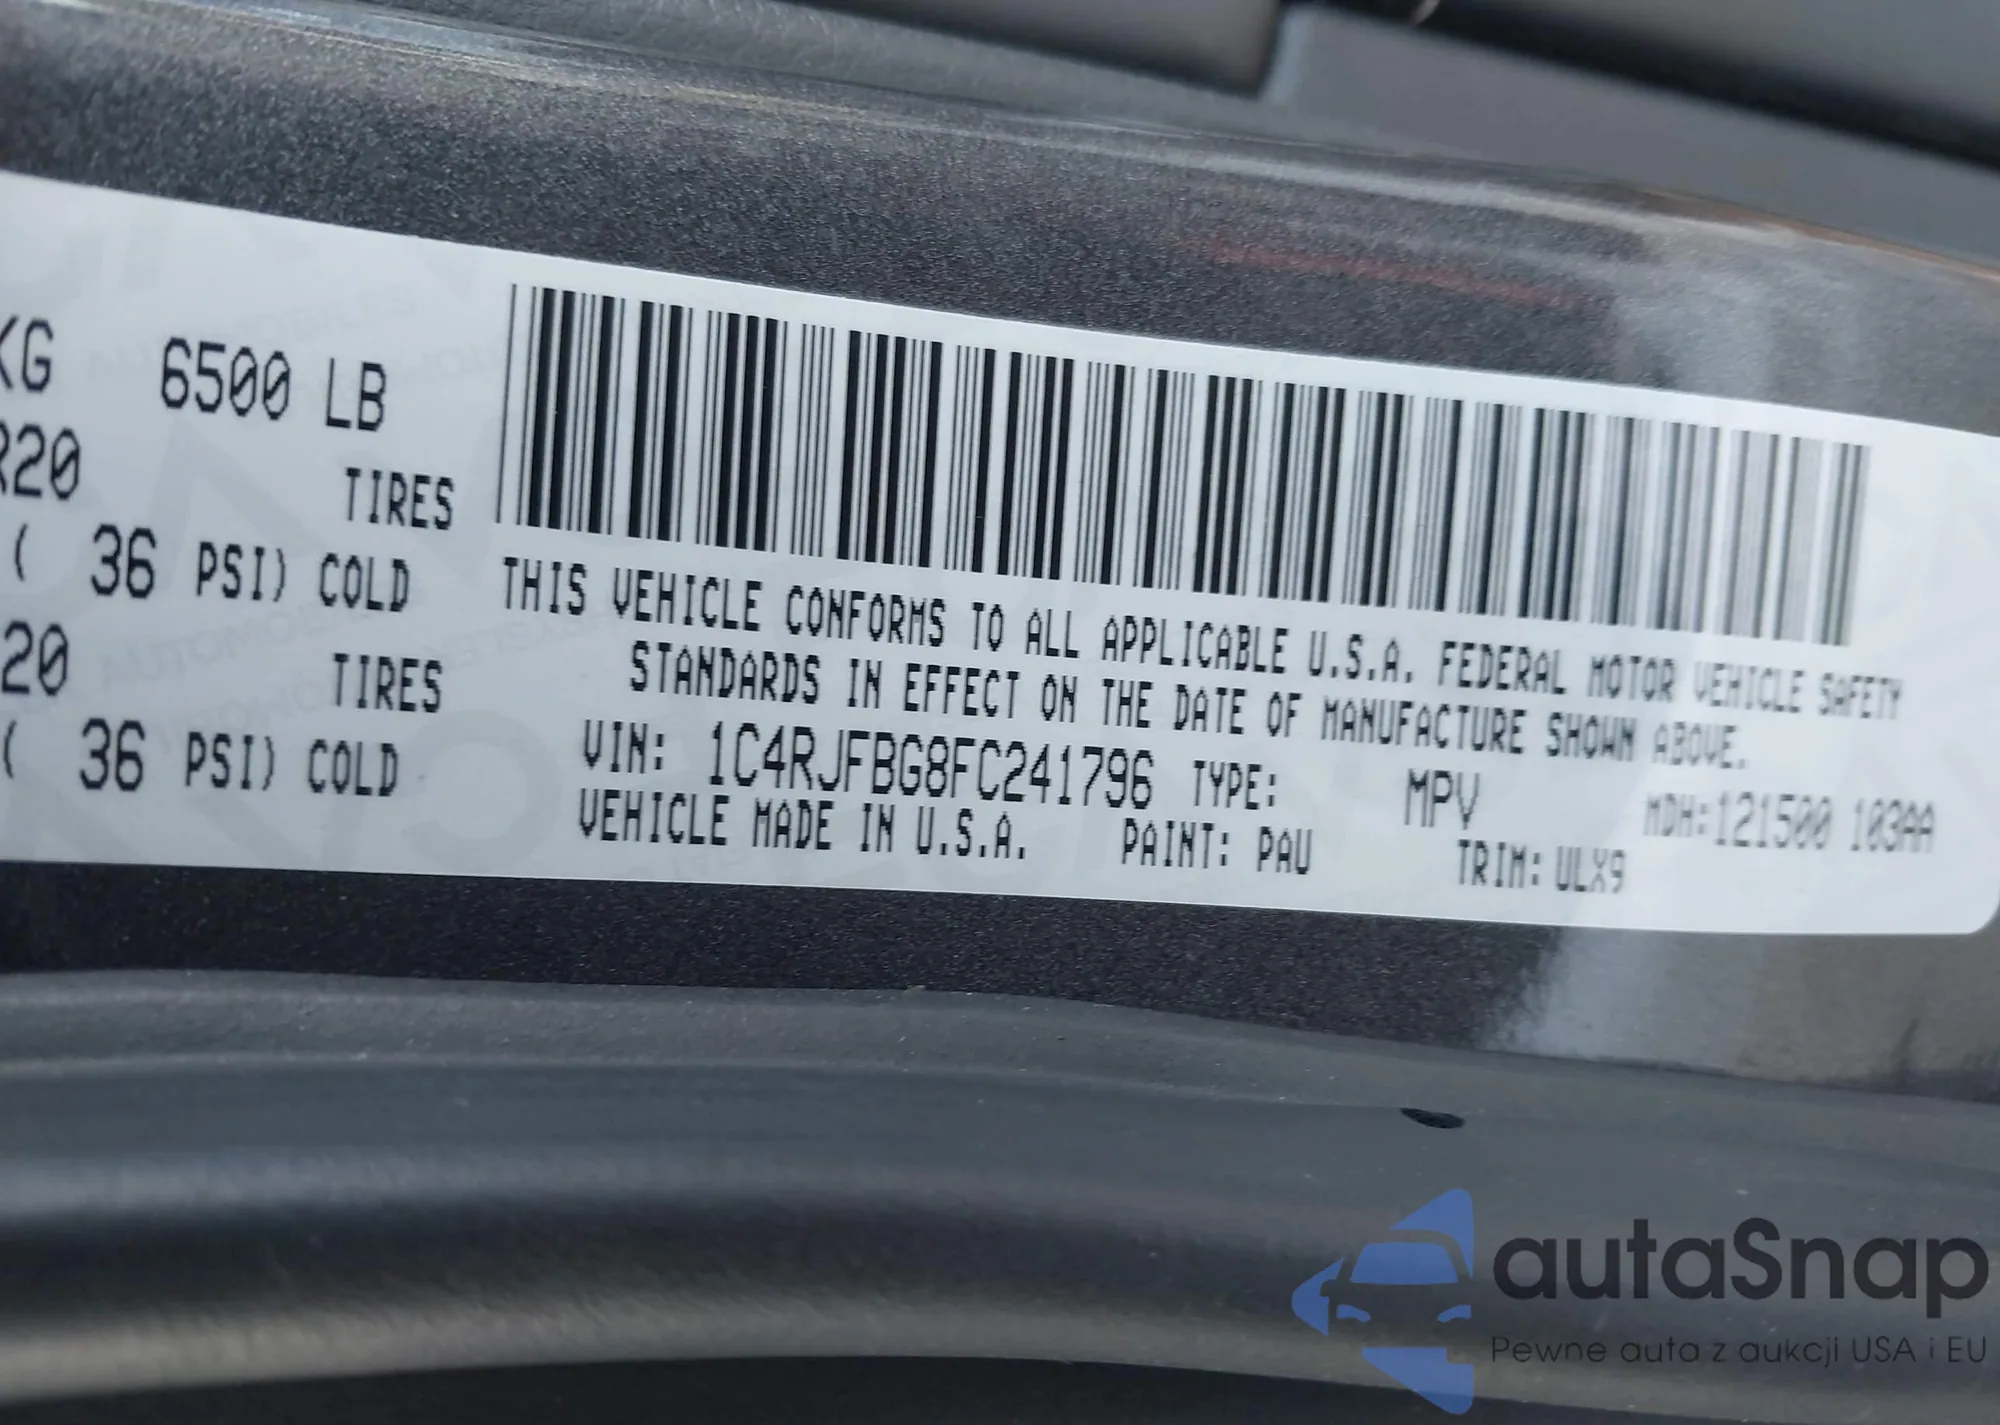 KG 6500 LB
R20 TIRES
( 36 PSI) COLD
20 TIRES
( 36 PSI) COLD
THIS VEHICLE CONFORMS TO ALL APPLICABLE U.S.A. FEDERAL MOTOR VEHICLE SAFETY
STANDARDS IN EFFECT ON THE DATE OF MANUFACTURE SHOWN ABOVE.
VIN: 1C4RJFBG8FC241796 TYPE: MPV MDH:121500 103AA
VEHICLE MADE IN U.S.A. PAINT: PAU TRIM: ULX9
autaSnap
Pewne auta z aukcji USA i EU